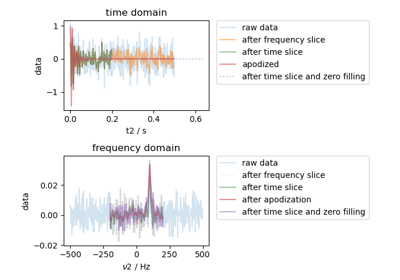 time domain
1
0
−1
data
0.0
0.2
0.4
0.6
t2 / s
raw data
after frequency slice
after time slice
apodized
after time slice and zero filling
frequency domain
0.02
0.00
−0.02
data
−500
−250
0
250
500
ν2 / Hz
raw data
after frequency slice
after time slice
after apodization
after time slice and zero filling